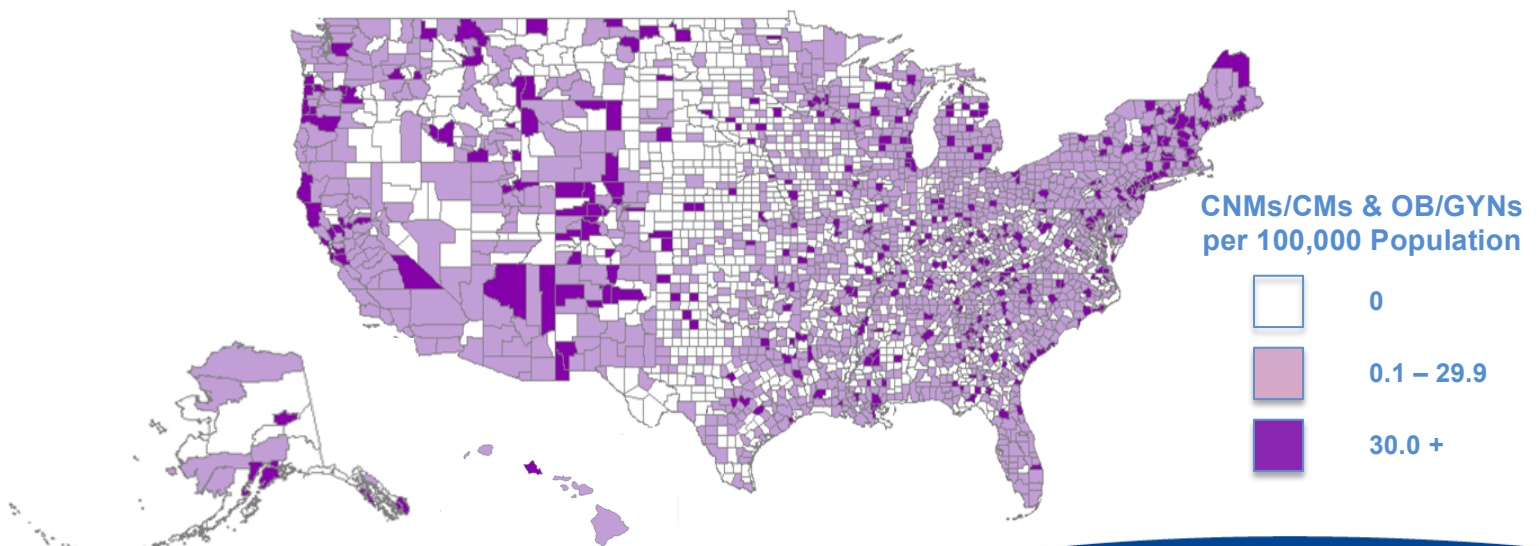 CNMs/CMs & OB/GYNs
per 100,000 Population
0
0.1 – 29.9
30.0 +